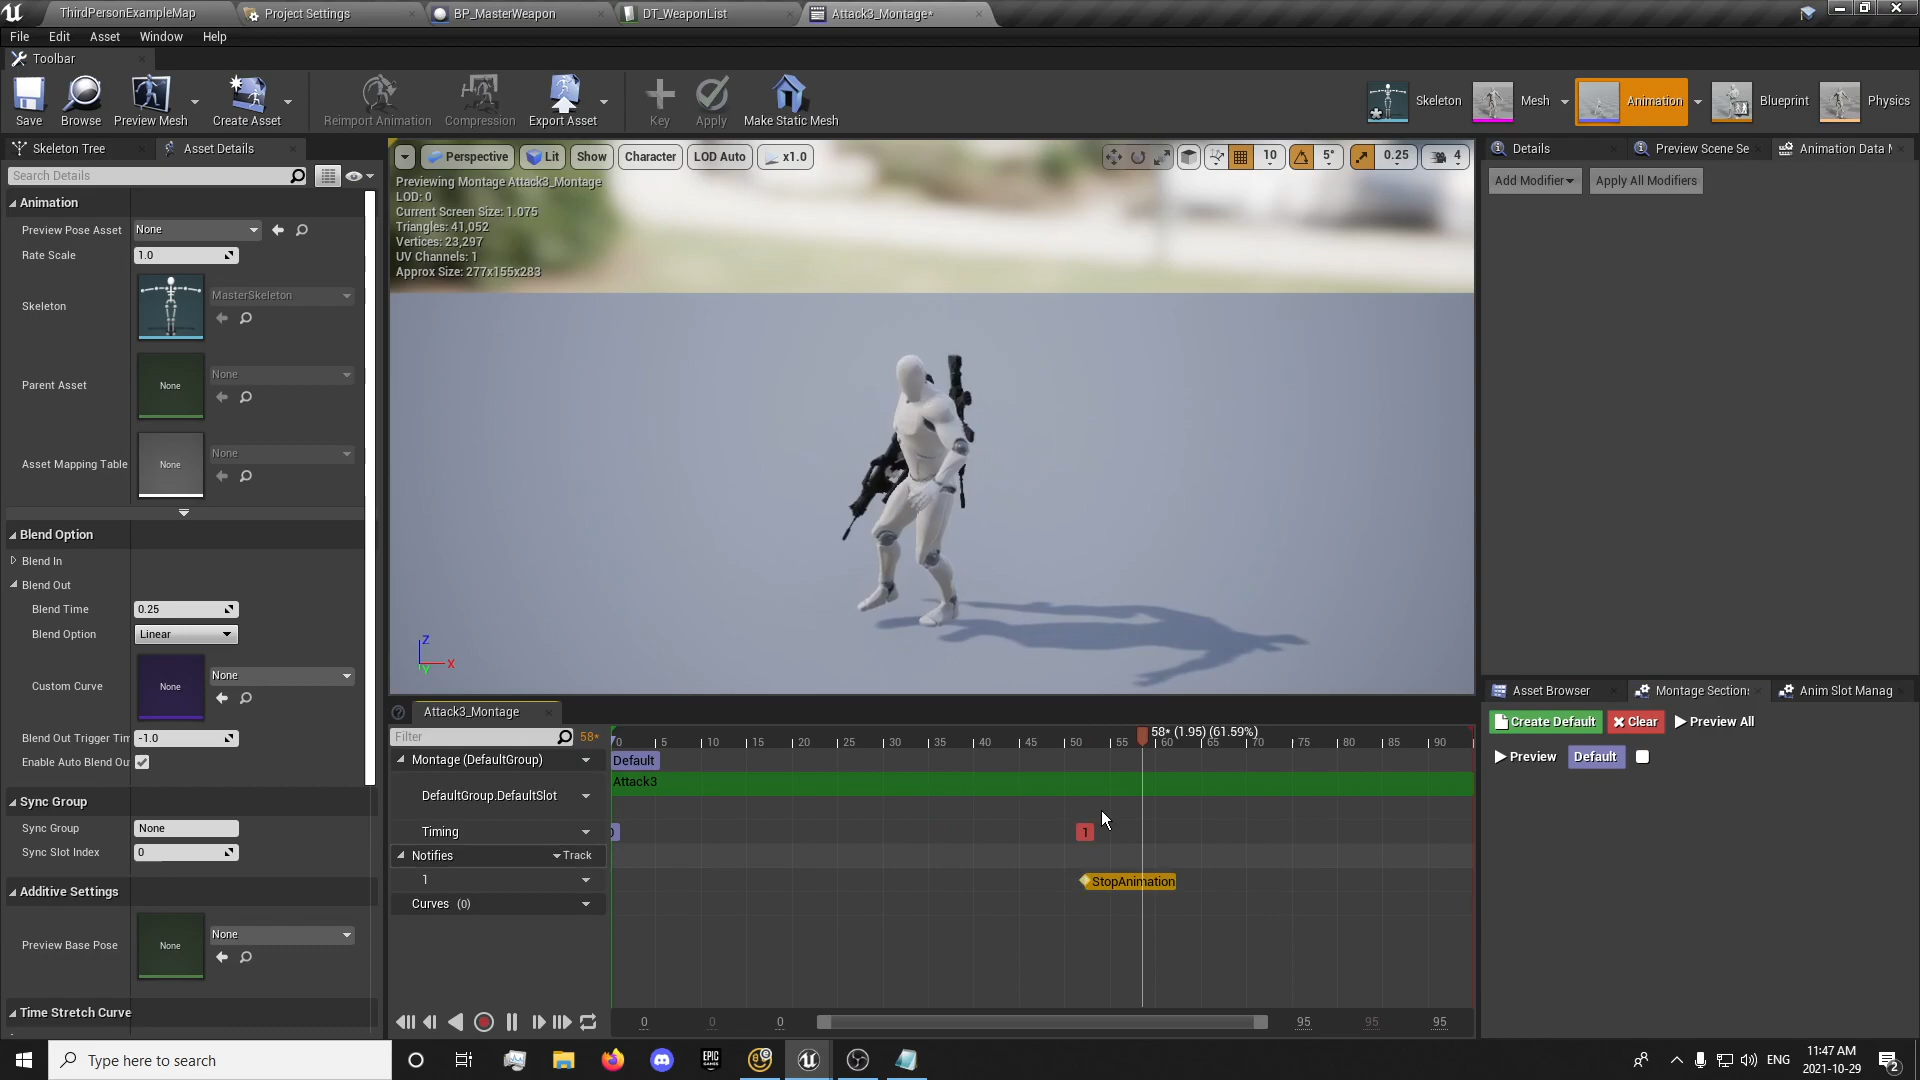 ThirdPersonExampleMap
Project Settings
BP_MasterWeapon
DT_WeaponList
Attack3_Montage*
File Edit Asset Window Help
Toolbar
Save
Browse
Preview Mesh
Create Asset
Reimport Animation
Compression
Export Asset
Key
Apply
Make Static Mesh
Skeleton
Mesh
Animation
Blueprint
Physics
Skeleton Tree
Asset Details
Search Details
Animation
Preview Pose Asset None
Rate Scale 1.0
Skeleton MasterSkeleton
Parent Asset None None
Asset Mapping Table None None
Blend Option
Blend In
Blend Out
Blend Time 0.25
Blend Option Linear
Custom Curve None None
Blend Out Trigger Tim -1.0
Enable Auto Blend Ou
Sync Group
Sync Group None
Sync Slot Index 0
Additive Settings
Preview Base Pose None None
Time Stretch Curve
Perspective Lit Show Character LOD Auto x1.0
10 5° 0.25 4
Previewing Montage Attack3_Montage
LOD: 0
Current Screen Size: 1.075
Triangles: 41,052
Vertices: 23,297
UV Channels: 1
Approx Size: 277x155x283
Z
X
Y
Attack3_Montage
Filter 58*
58* (1.95) (61.59%)
0 5 10 15 20 25 30 35 40 45 50 55 60 65 70 75 80 85 90
Montage (DefaultGroup) Default
Attack3
DefaultGroup.DefaultSlot
Timing 1
Notifies Track
1 StopAnimation
Curves (0)
0 0 0 95 95 95
Details
Preview Scene Se
Animation Data M
Add Modifier Apply All Modifiers
Asset Browser
Montage Sections
Anim Slot Manag
Create Default Clear Preview All
Preview Default
Type here to search
EPIC
GAMES
ENG
11:47 AM
2021-10-29
2